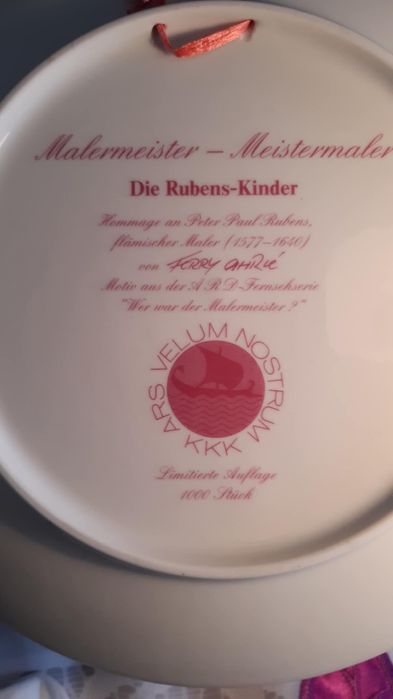 Malermeister – Meistermaler
Die Rubens-Kinder
Hommage an Peter Paul Rubens,
flämischer Maler (1577–1640)
von FERRY AHRLÉ
Motiv aus der ARD-Fernsehserie
"Wer war der Malermeister?"
ARS VELUM NOSTRUM
KKK
Limitierte Auflage
1000 Stück